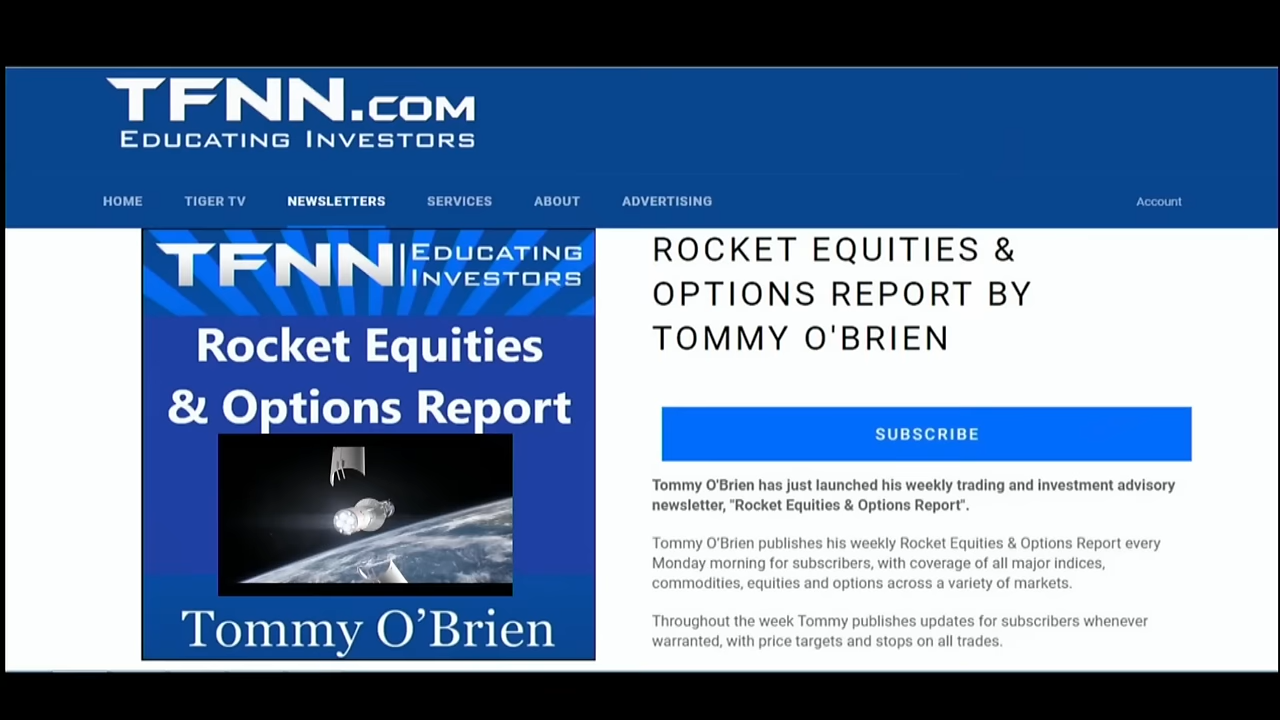 TFNN.COM
EDUCATING INVESTORS
HOME TIGER TV NEWSLETTERS SERVICES ABOUT ADVERTISING Account
TFNN EDUCATING
INVESTORS
Rocket Equities
& Options Report
Tommy O’Brien
ROCKET EQUITIES &
OPTIONS REPORT BY
TOMMY O'BRIEN
SUBSCRIBE
Tommy O'Brien has just launched his weekly trading and investment advisory
newsletter, "Rocket Equities & Options Report".
Tommy O'Brien publishes his weekly Rocket Equities & Options Report every
Monday morning for subscribers, with coverage of all major indices,
commodities, equities and options across a variety of markets.
Throughout the week Tommy publishes updates for subscribers whenever
warranted, with price targets and stops on all trades.